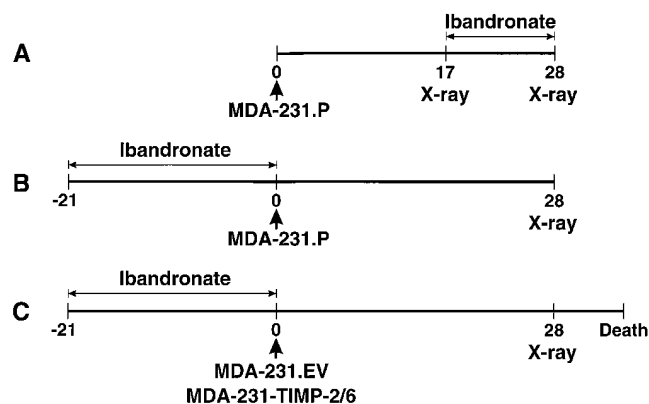 Ibandronate
A
0 17 28
X-ray X-ray
MDA-231.P
Ibandronate
B
-21 0 28
MDA-231.P X-ray
Ibandronate
C
-21 0 28 Death
X-ray
MDA-231.EV
MDA-231-TIMP-2/6